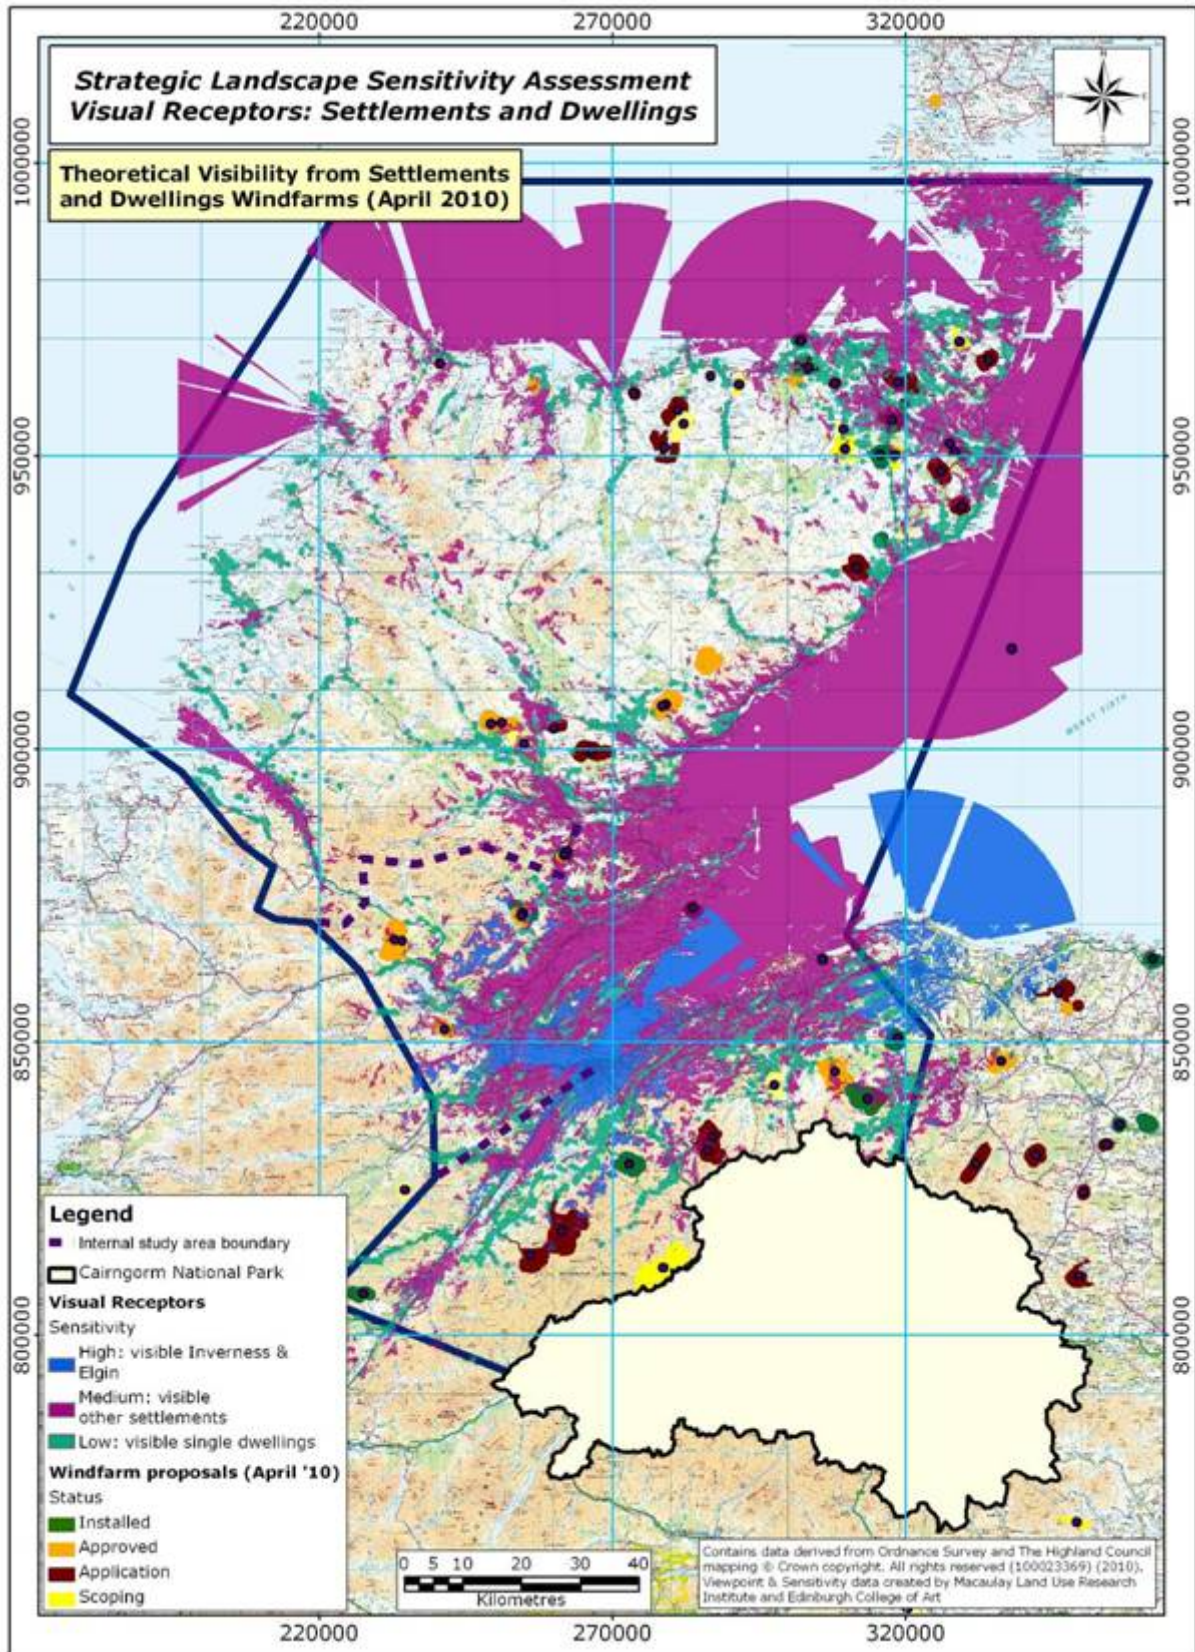 220000 270000 320000
Strategic Landscape Sensitivity Assessment
Visual Receptors: Settlements and Dwellings
N
Theoretical Visibility from Settlements
and Dwellings Windfarms (April 2010)
1000000 1000000
950000 950000
MORAY FIRTH
900000 900000
850000 850000
800000 800000
Legend
Internal study area boundary
Cairngorm National Park
Visual Receptors
Sensitivity
High: visible Inverness &
Elgin
Medium: visible
other settlements
Low: visible single dwellings
Windfarm proposals (April '10)
Status
Installed
Approved
Application
Scoping
0 5 10 20 30 40
Kilometres
Contains data derived from Ordnance Survey and The Highland Council
mapping © Crown copyright. All rights reserved (100023369) (2010).
Viewpoint & Sensitivity data created by Macaulay Land Use Research
Institute and Edinburgh College of Art
220000 270000 320000